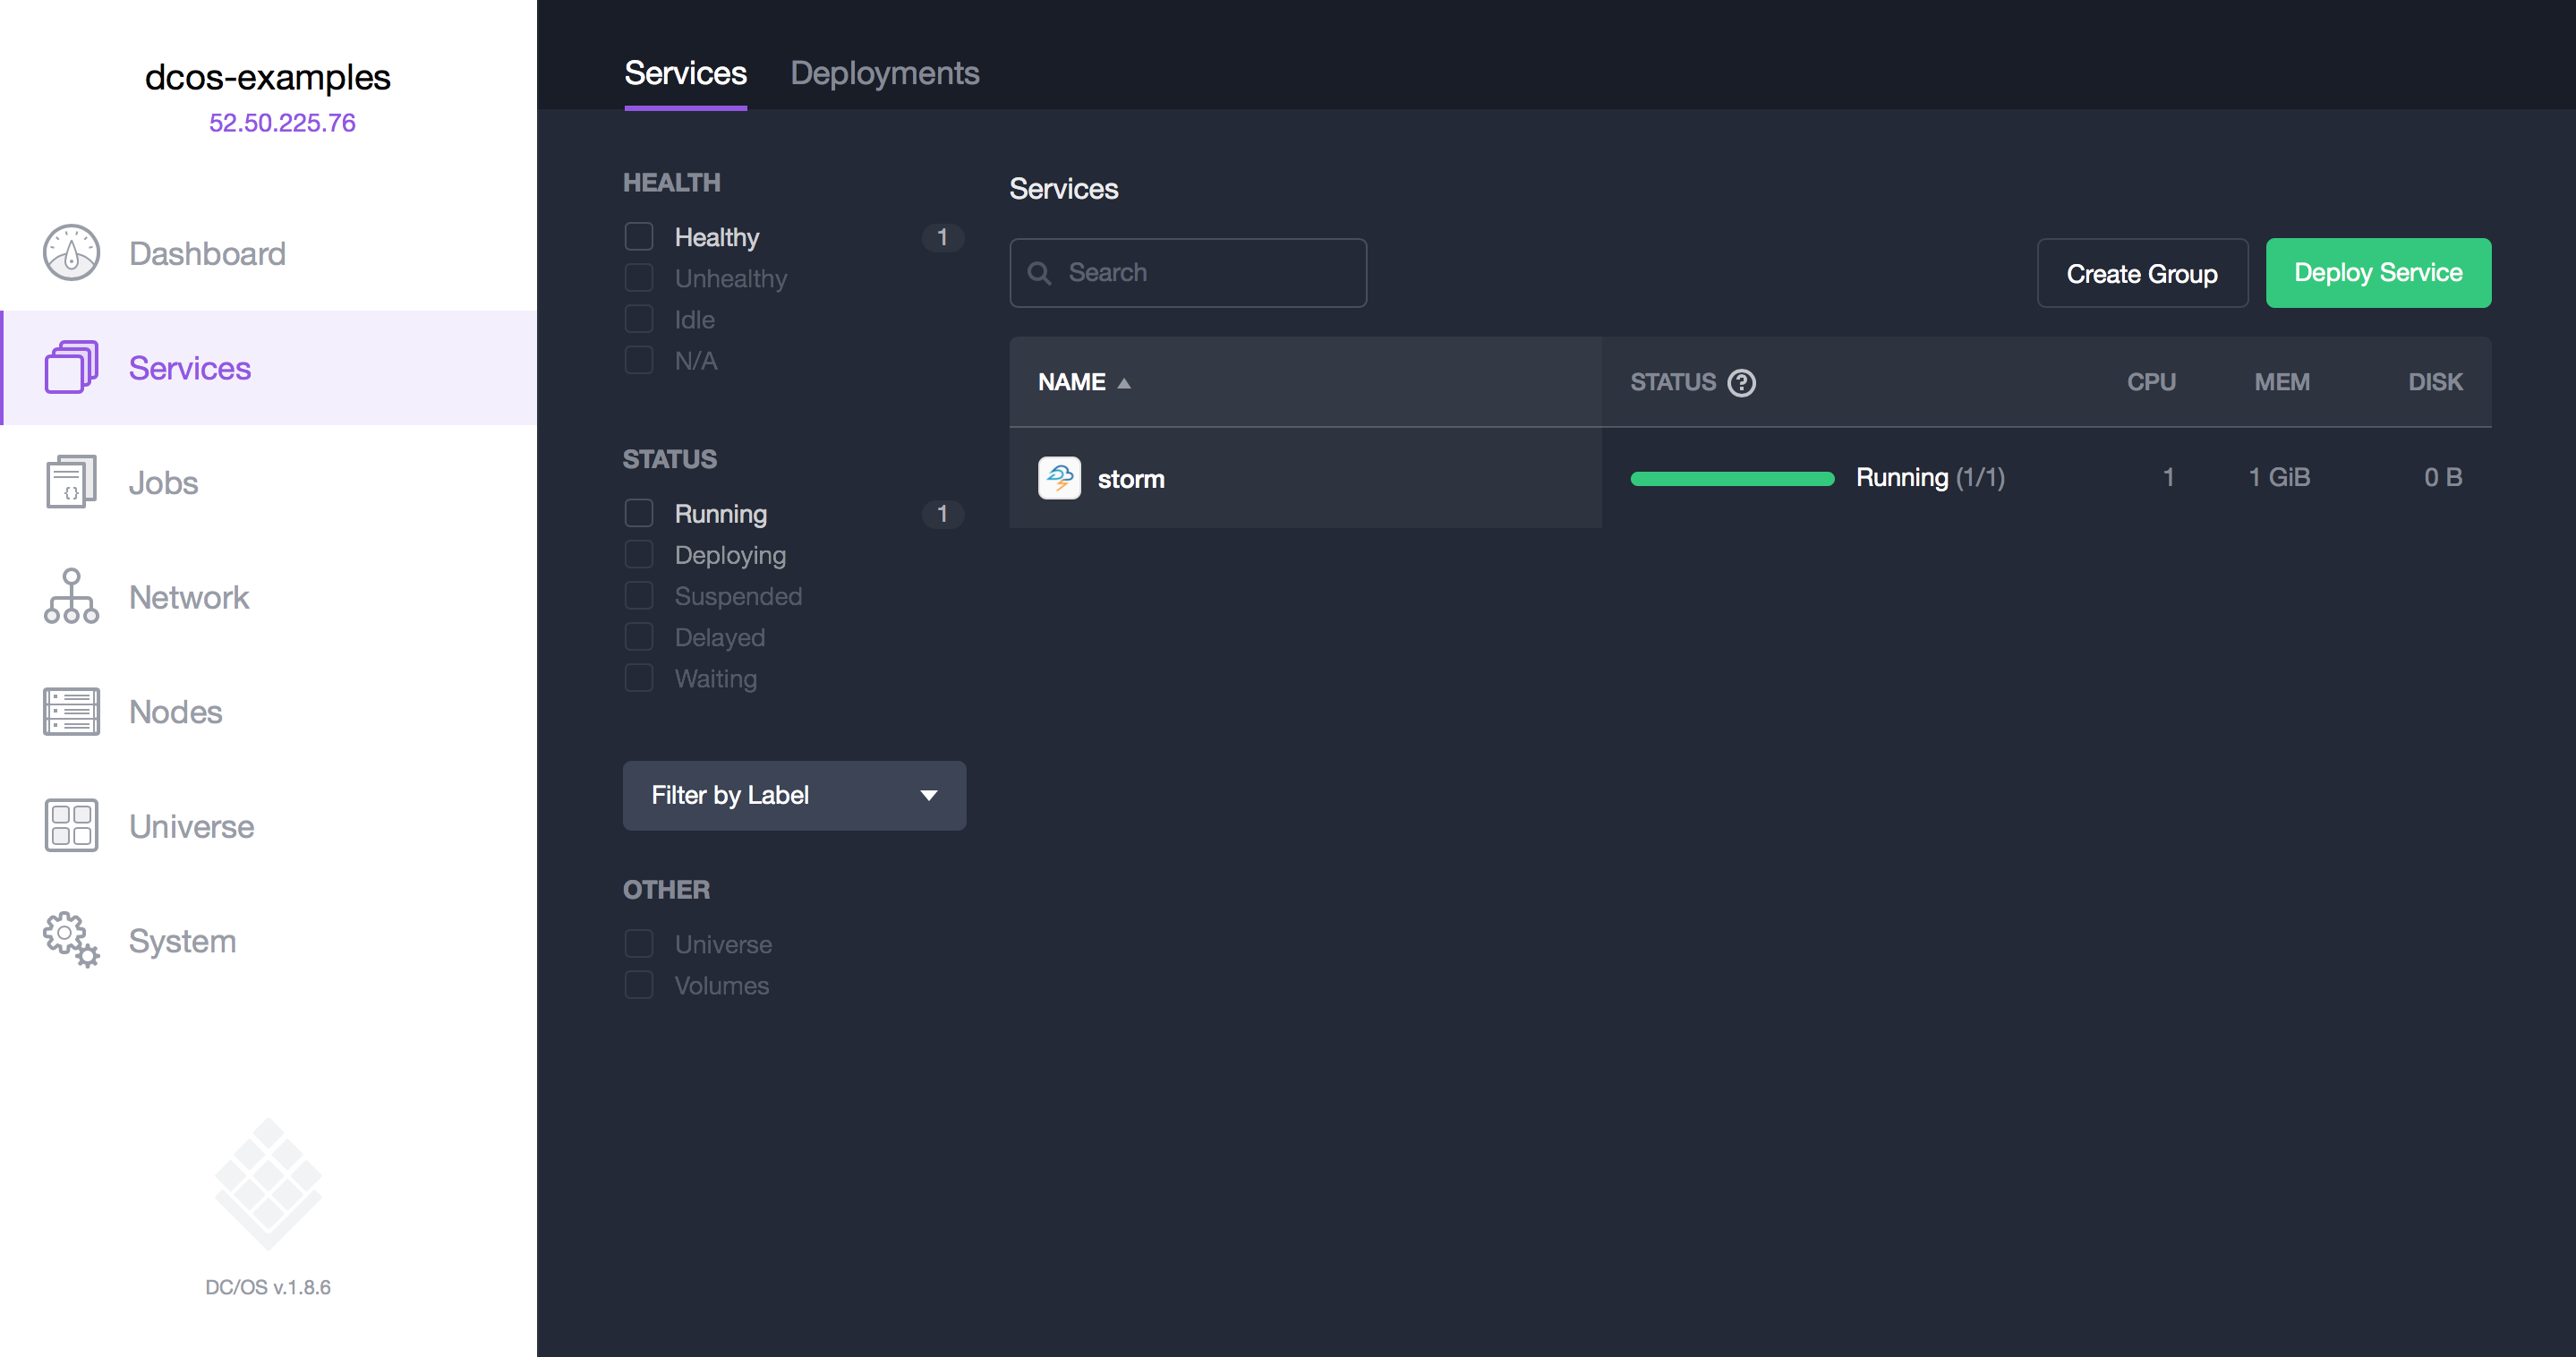 dcos-examples
52.50.225.76
Dashboard
Services
Jobs
{}
Network
Nodes
Universe
System
DC/OS v.1.8.6
Services Deployments
HEALTH
Healthy 1
Unhealthy
Idle
N/A
STATUS
Running 1
Deploying
Suspended
Delayed
Waiting
Filter by Label
OTHER
Universe
Volumes
Services
Search
Create Group
Deploy Service
NAME STATUS ? CPU MEM DISK
storm Running (1/1) 1 1 GiB 0 B